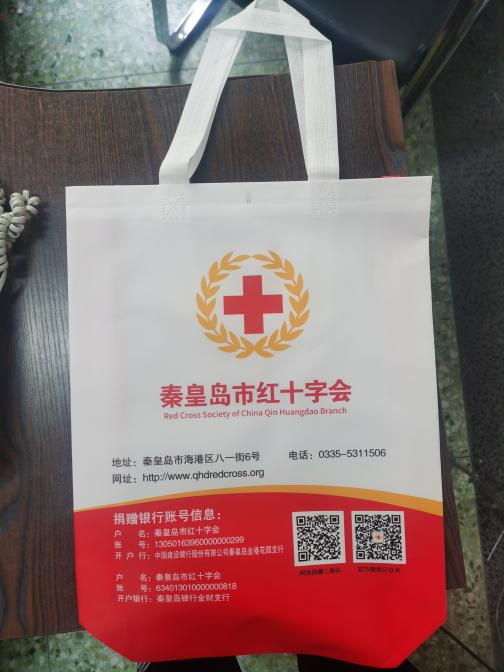 秦皇岛市红十字会
Red Cross Society of China Qin Huangdao Branch
地址：秦皇岛市海港区八一街6号 电话：0335-5311506
网址：http://www.qhdredcross.org
捐赠银行账号信息：
户 名：秦皇岛市红十字会
账 号：13050163960000000299
开 户 行：中国建设银行股份有限公司秦皇岛金港花园支行
户 名：秦皇岛市红十字会
账 号：634013010000000818
开户银行：秦皇岛银行金财支行
网络捐赠二维码 官方微信公众号